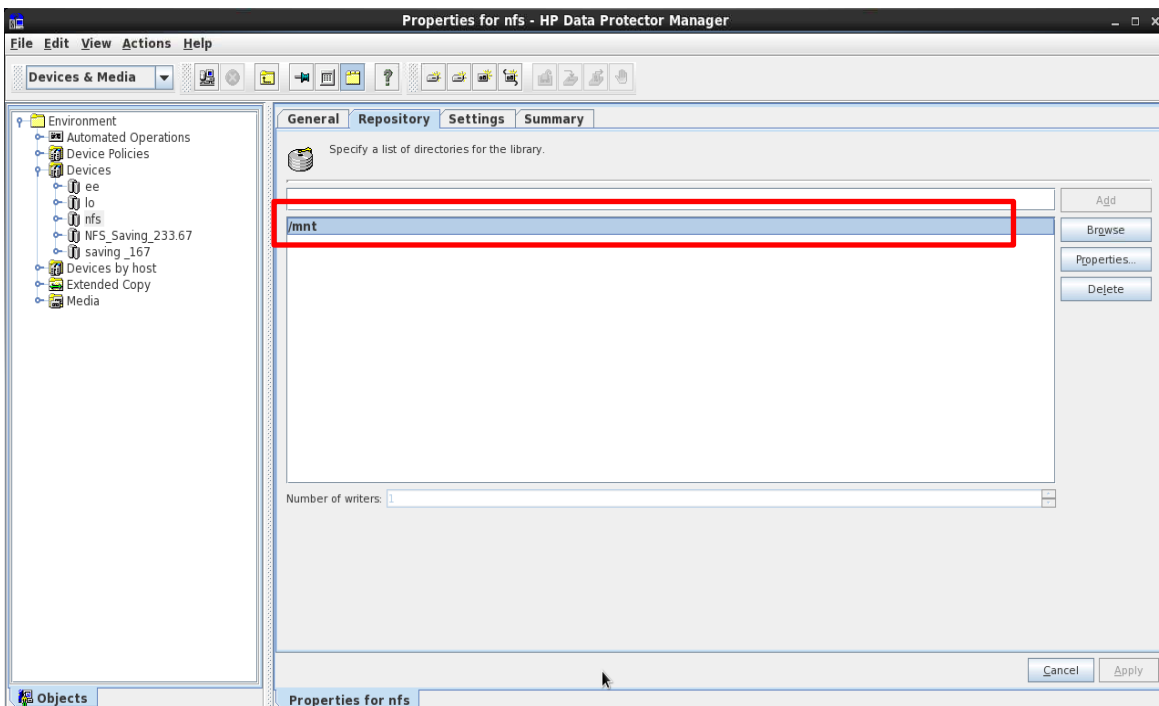 Properties for nfs - HP Data Protector Manager
File Edit View Actions Help
Devices & Media
Environment
Automated Operations
Device Policies
Devices
ee
lo
nfs
NFS_Saving_233.67
saving _167
Devices by host
Extended Copy
Media
Objects
General Repository Settings Summary
Specify a list of directories for the library.
Add
/mnt
Browse
Properties...
Delete
Number of writers: 1
Cancel Apply
Properties for nfs